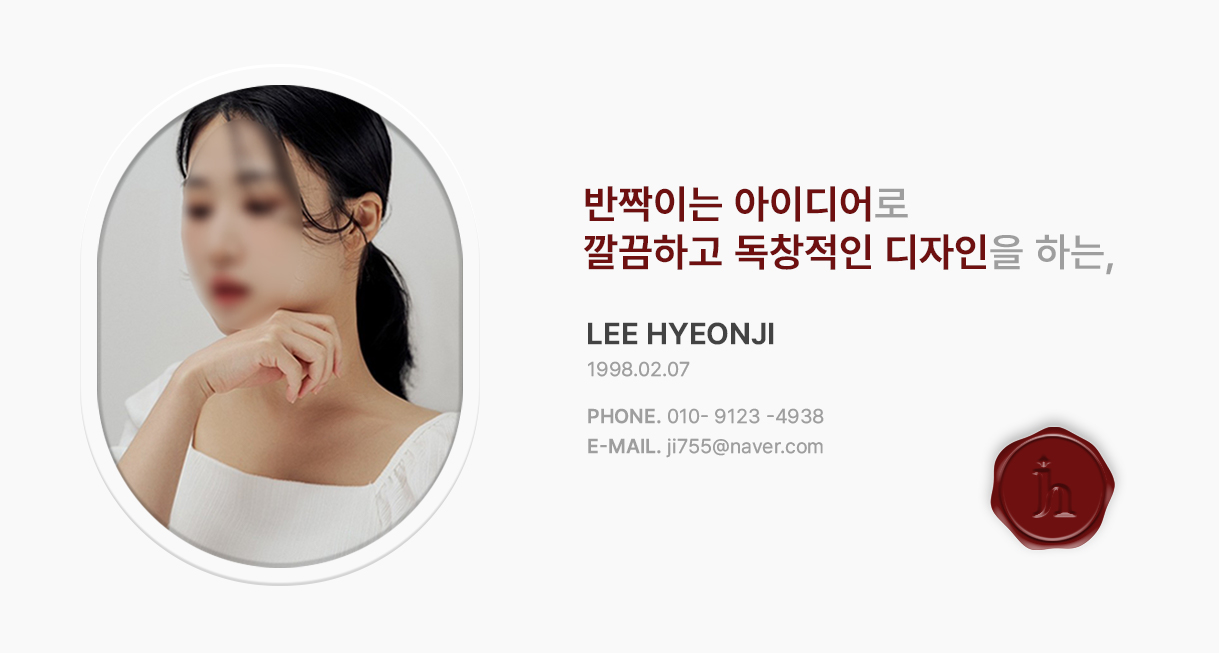 반짝이는 아이디어로
깔끔하고 독창적인 디자인을 하는,
LEE HYEONJI
1998.02.07
PHONE. 010- 9123 -4938
E-MAIL. ji755@naver.com
jh